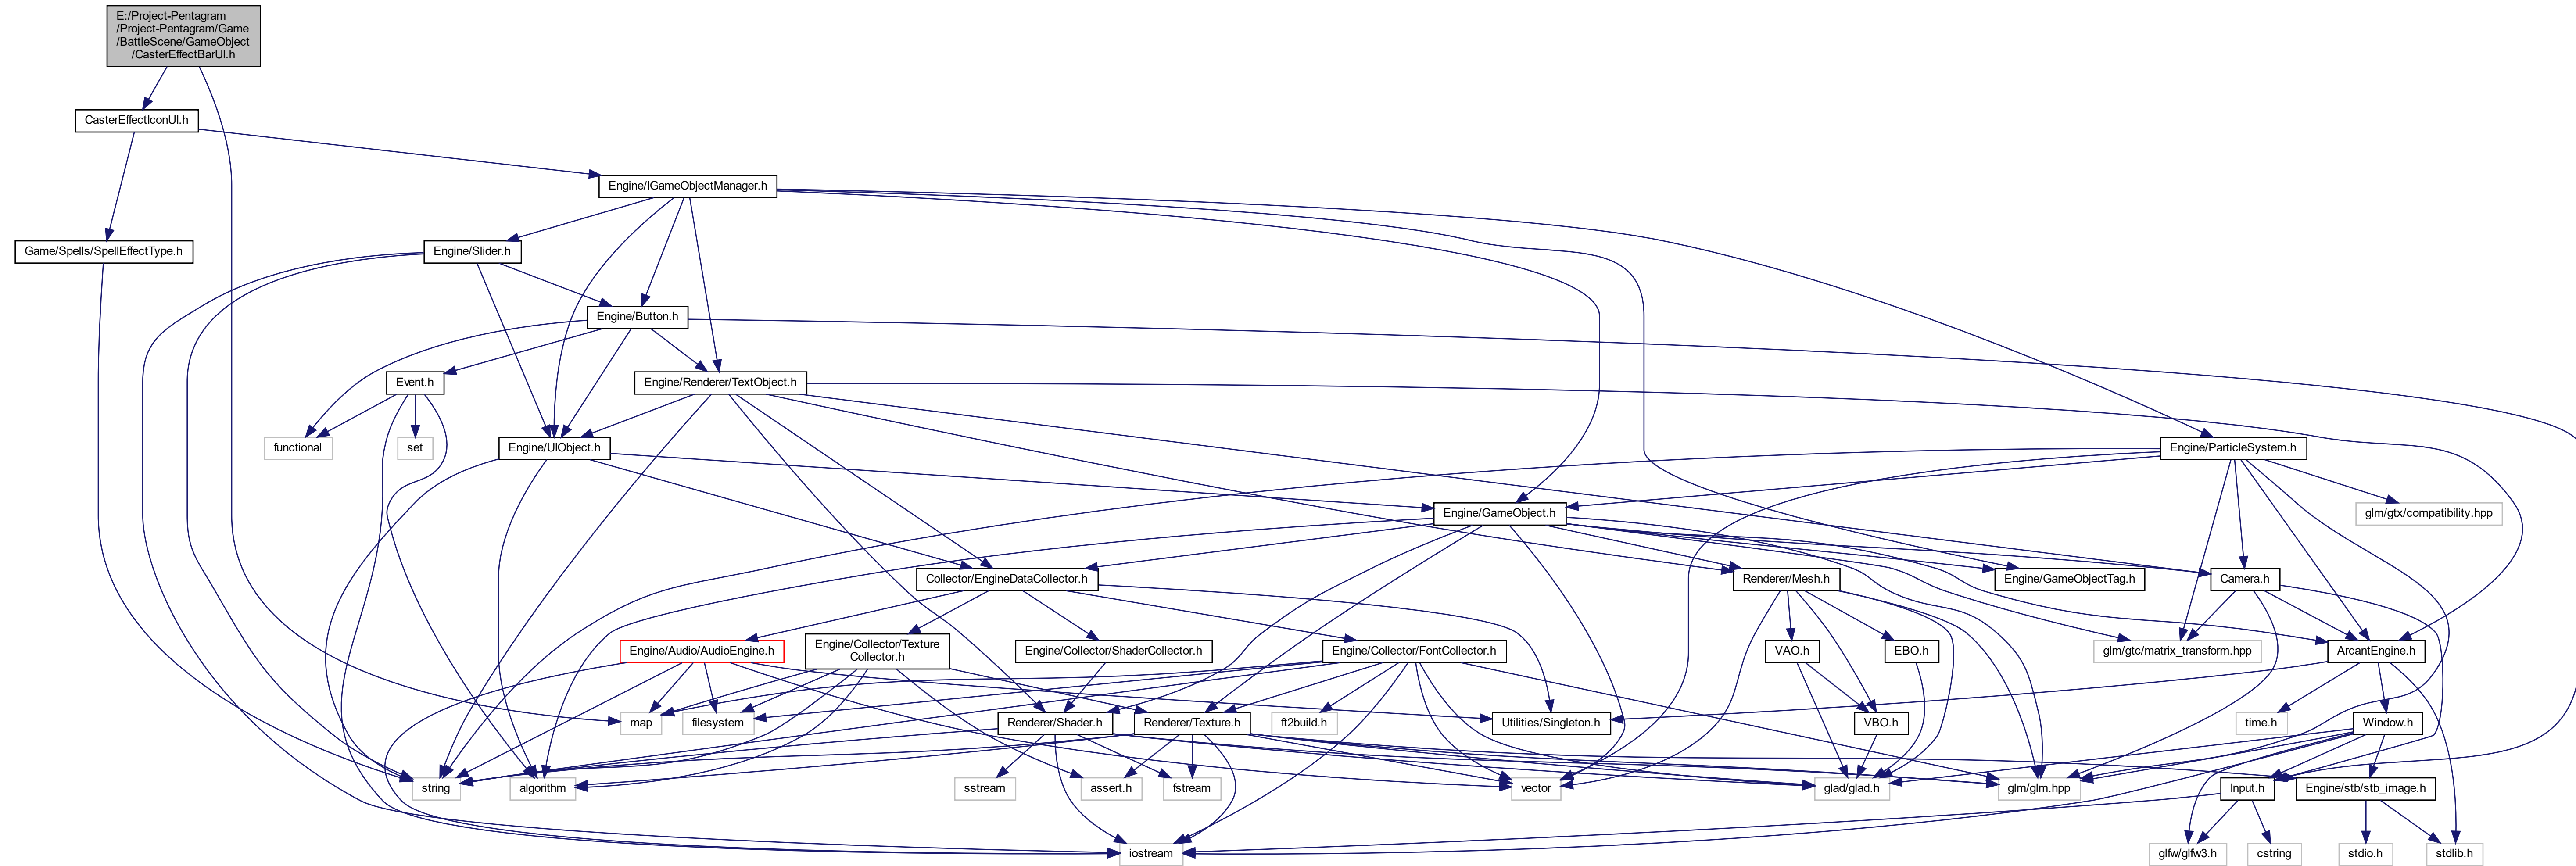 E:/Project-Pentagram
/Project-Pentagram/Game
/BattleScene/GameObject
/CasterEffectBarUI.h
CasterEffectIconUI.h
Engine/IGameObjectManager.h
Game/Spells/SpellEffectType.h
Engine/Slider.h
Engine/Button.h
Event.h
Engine/Renderer/TextObject.h
functional
set
Engine/UIObject.h
Engine/ParticleSystem.h
Engine/GameObject.h
glm/gtx/compatibility.hpp
Collector/EngineDataCollector.h
Renderer/Mesh.h
Engine/GameObjectTag.h
Camera.h
Engine/Audio/AudioEngine.h
Engine/Collector/Texture
Collector.h
Engine/Collector/ShaderCollector.h
Engine/Collector/FontCollector.h
VAO.h
EBO.h
glm/gtc/matrix_transform.hpp
ArcantEngine.h
map
filesystem
Renderer/Shader.h
Renderer/Texture.h
ft2build.h
Utilities/Singleton.h
VBO.h
time.h
Window.h
string
algorithm
sstream
assert.h
fstream
vector
glad/glad.h
glm/glm.hpp
Input.h
Engine/stb/stb_image.h
iostream
glfw/glfw3.h
cstring
stdio.h
stdlib.h